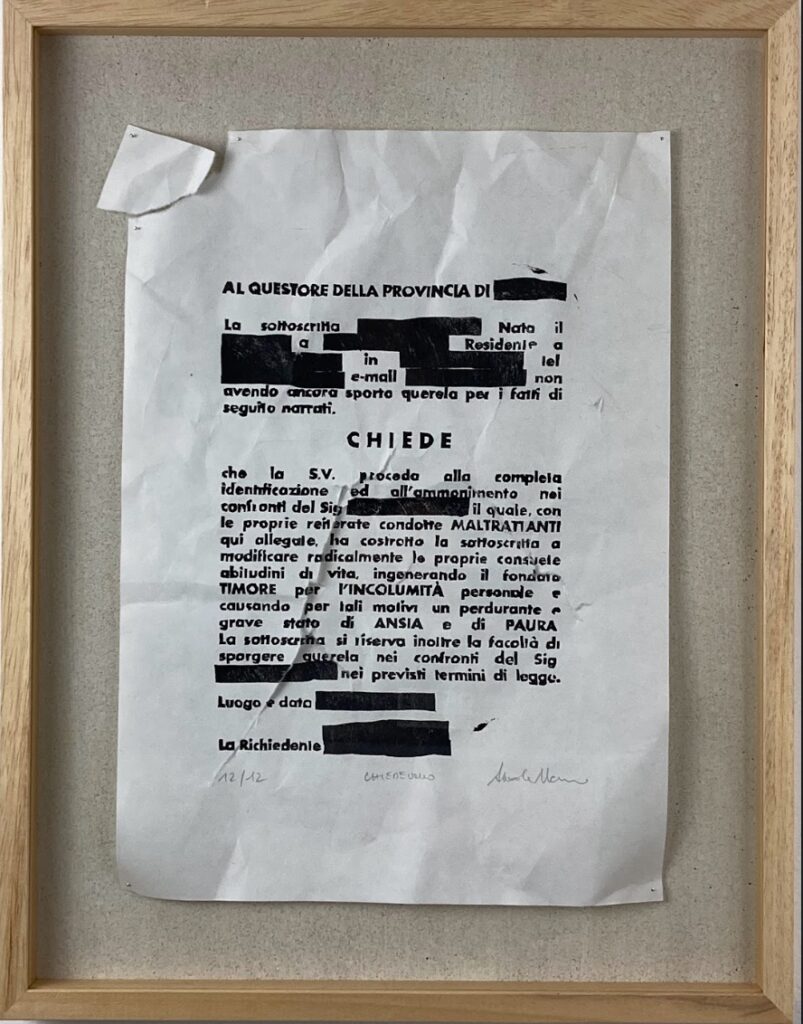 AL QUESTORE DELLA PROVINCIA DI
La sottoscritta Nata il
a Residente a
in tel
e-mail non
avendo ancora sporto querela per i fatti di
seguito narrati.
CHIEDE
che la S.V. proceda alla completa
identificazione ed all'ammonimento nei
confronti del Sig il quale, con
le proprie reiterate condotte MALTRATTANTI
qui allegate, ha costretto la sottoscritta a
modificare radicalmente le proprie consuete
abitudini di vita, ingenerando il fondato
TIMORE per l'INCOLUMITÀ personale e
causando per tali motivi un perdurante e
grave stato di ANSIA e di PAURA
La sottoscritta si riserva inoltre la facoltà di
sporgere querela nei confronti del Sig
nei previsti termini di legge.
Luogo e data
La Richiedente
12/12